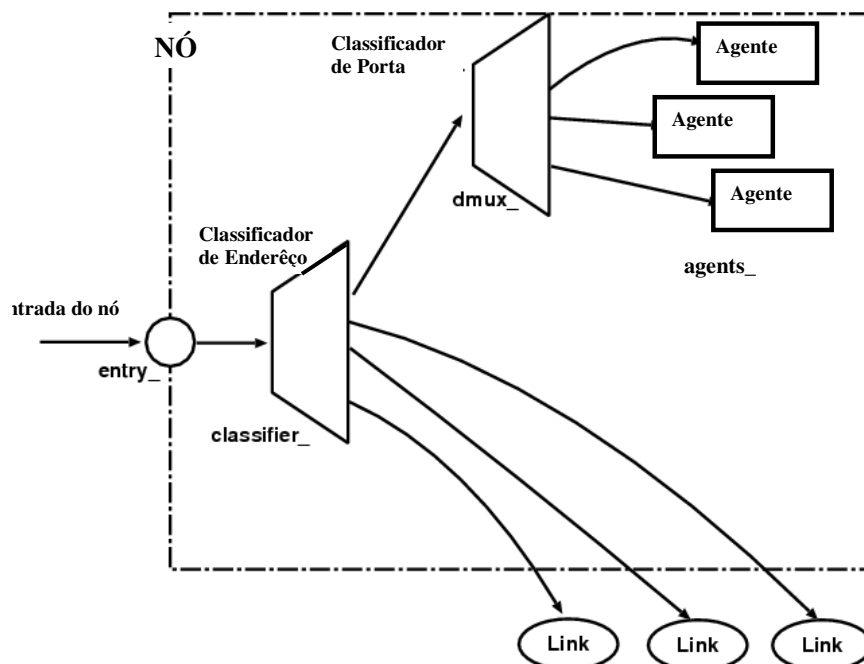 NÓ
Classificador
de Porta
Agente
Agente
Agente
dmux_
agents_
Classificador
de Enderêço
ntrada do nó
entry_
classifier_
Link
Link
Link